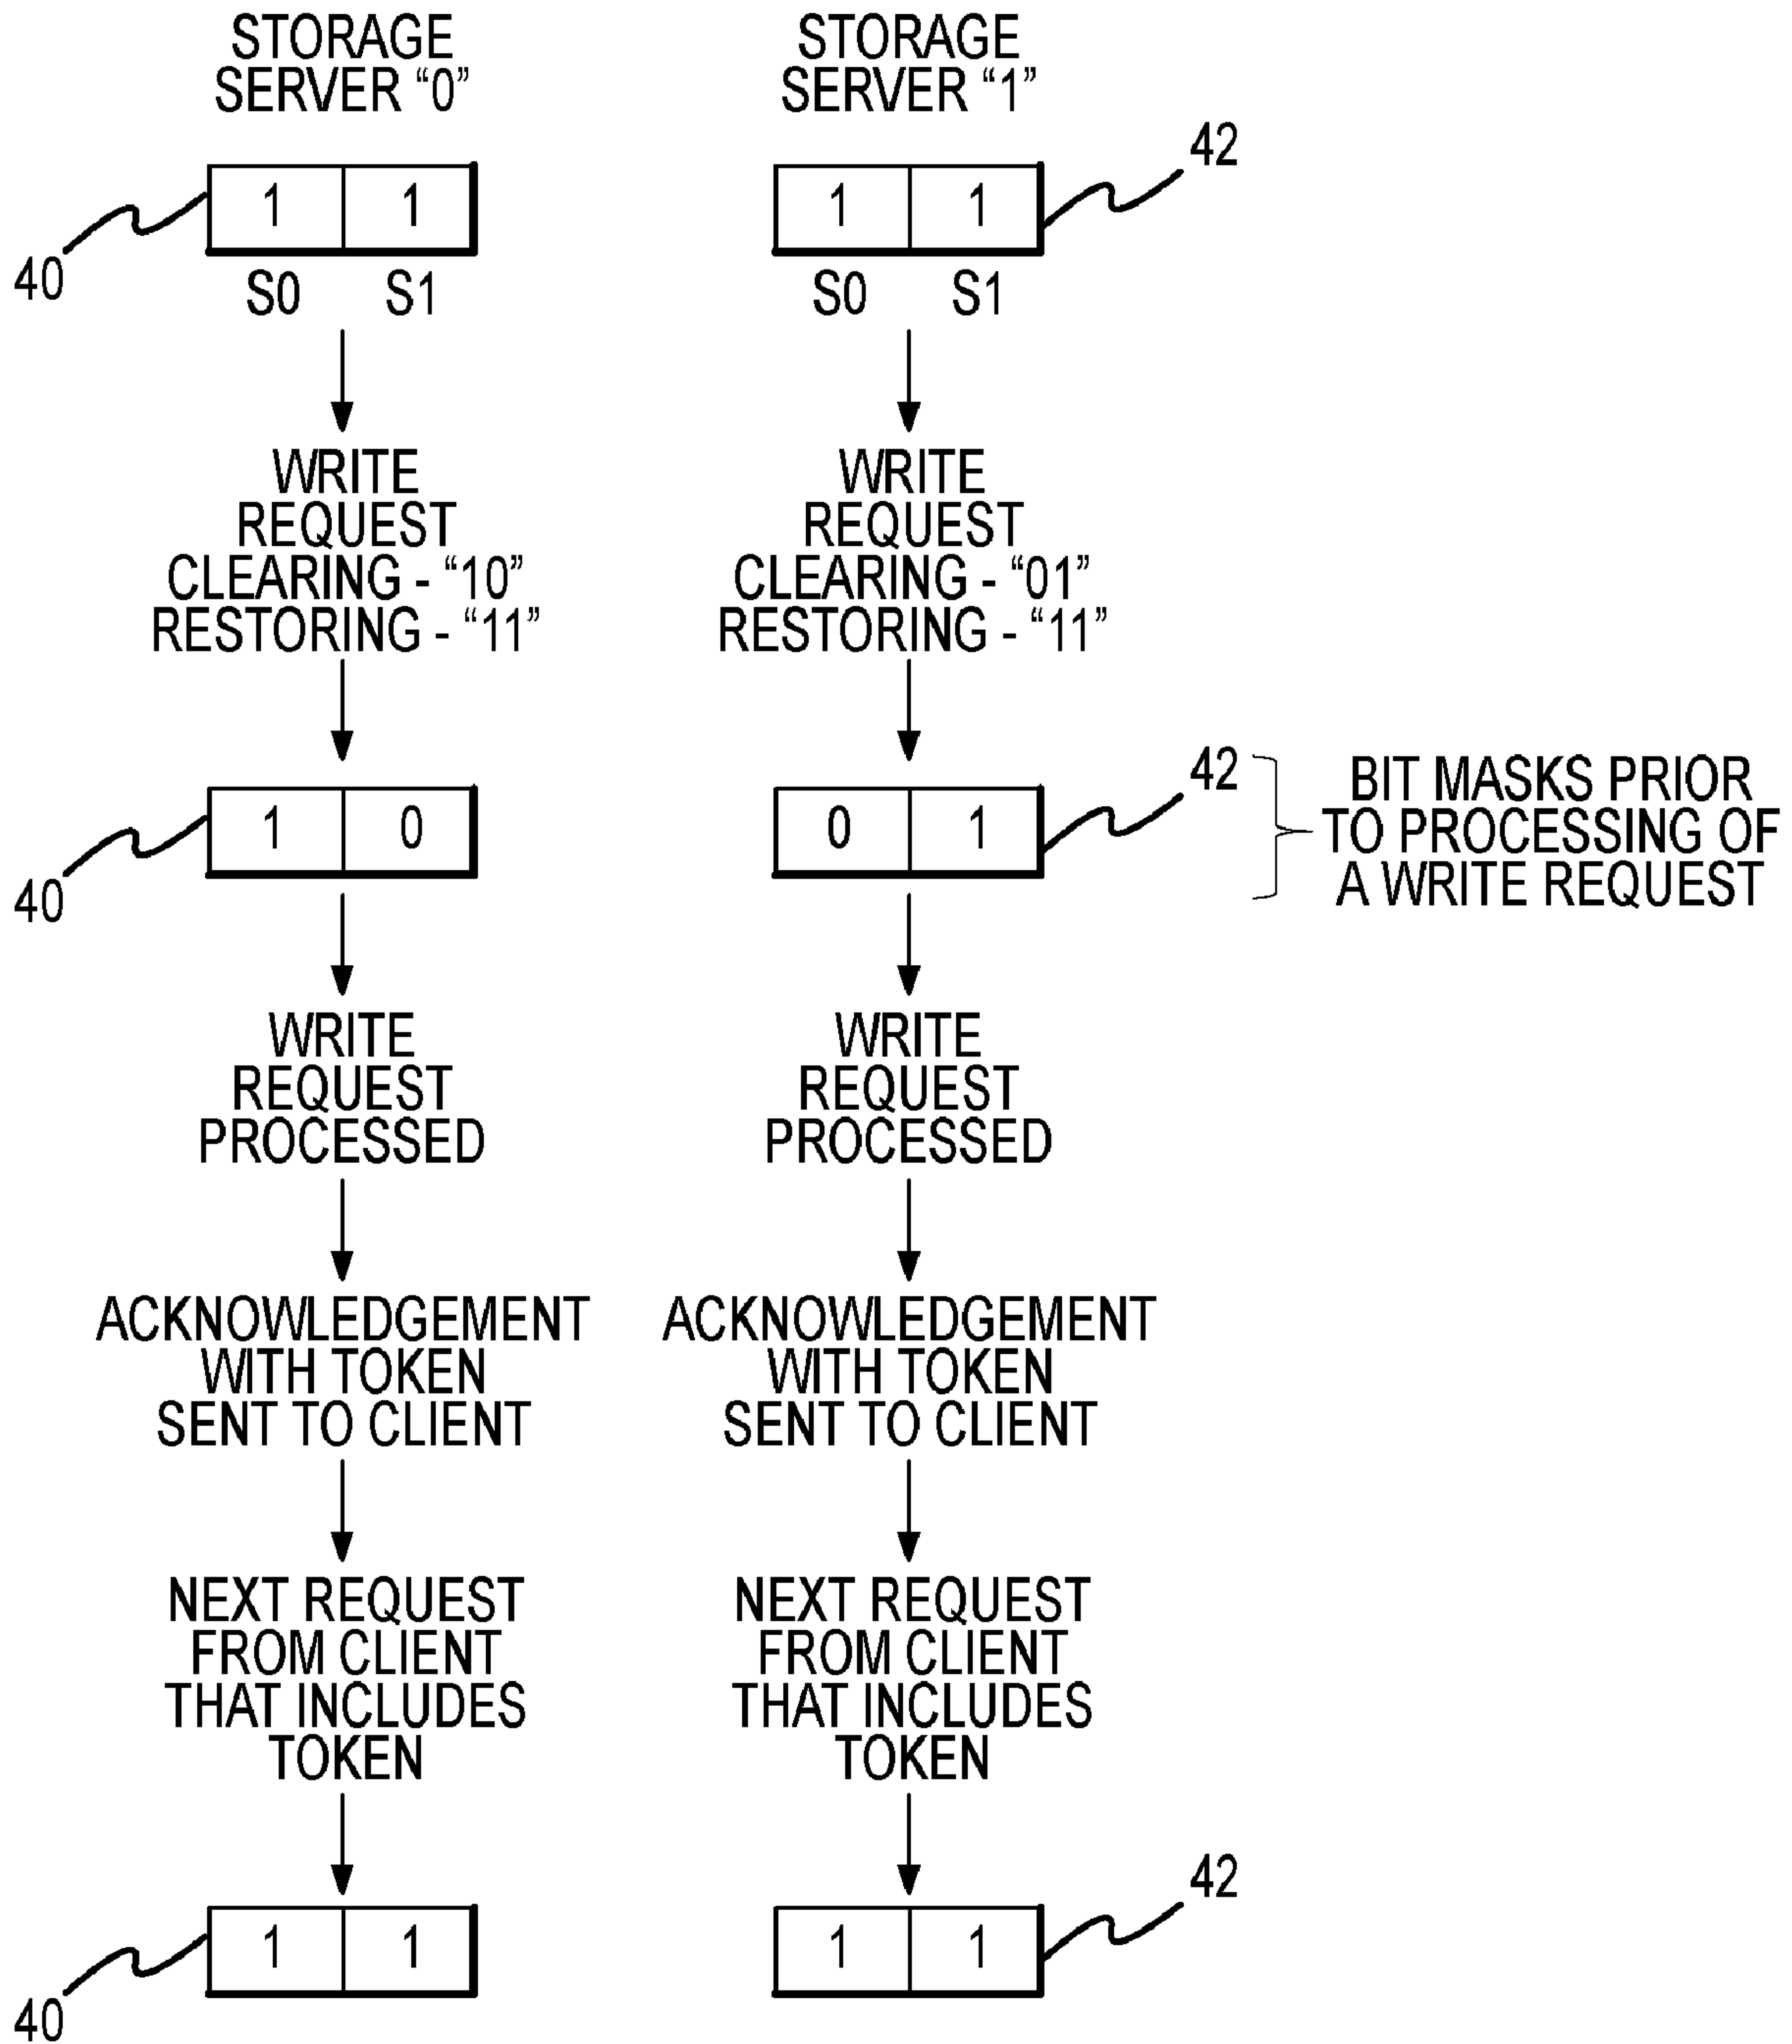 STORAGE
SERVER “0”
STORAGE
SERVER “1”
40
1 1
S0 S1
1 1
S0 S1
42
WRITE
REQUEST
CLEARING - “10”
RESTORING - “11”
WRITE
REQUEST
CLEARING - “01”
RESTORING - “11”
40
1 0
0 1
42
BIT MASKS PRIOR
TO PROCESSING OF
A WRITE REQUEST
WRITE
REQUEST
PROCESSED
WRITE
REQUEST
PROCESSED
ACKNOWLEDGEMENT
WITH TOKEN
SENT TO CLIENT
ACKNOWLEDGEMENT
WITH TOKEN
SENT TO CLIENT
NEXT REQUEST
FROM CLIENT
THAT INCLUDES
TOKEN
NEXT REQUEST
FROM CLIENT
THAT INCLUDES
TOKEN
40
1 1
1 1
42